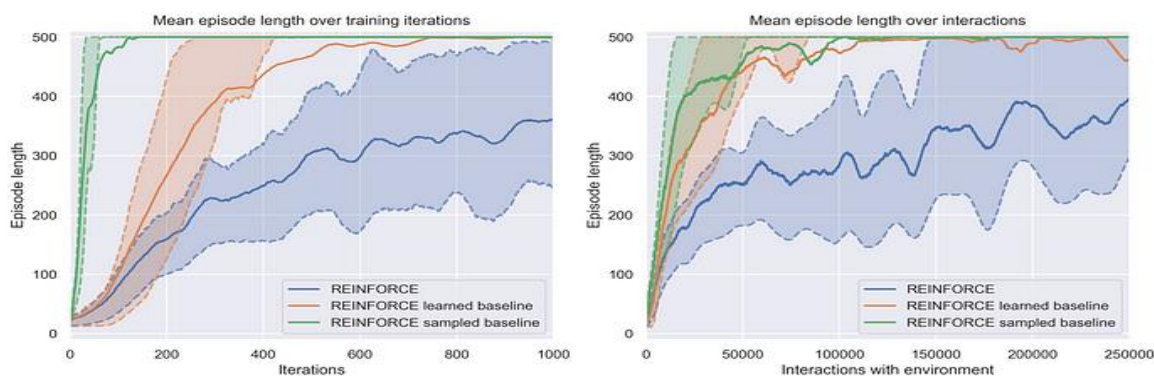 Mean episode length over training iterations
500
400
300
200
100
0
Episode length
0 200 400 600 800 1000
Iterations
REINFORCE
REINFORCE learned baseline
REINFORCE sampled baseline
Mean episode length over interactions
500
400
300
200
100
0
Episode length
0 50000 100000 150000 200000 250000
Interactions with environment
REINFORCE
REINFORCE learned baseline
REINFORCE sampled baseline